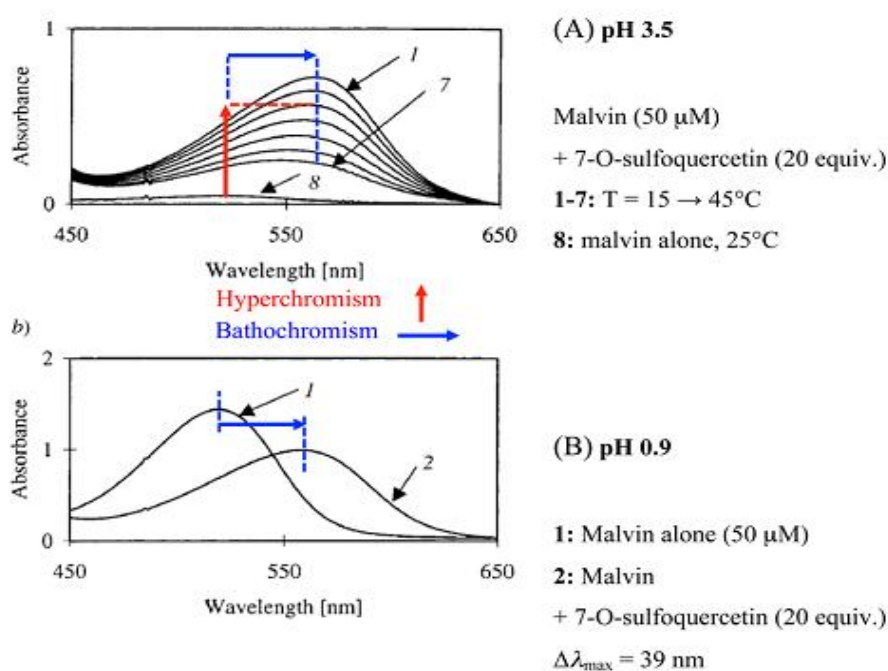 (A) pH 3.5
1
Absorbance
0
1
7
8
450
550
650
Wavelength [nm]
Malvin (50 μM)
+ 7-O-sulfoquercetin (20 equiv.)
1-7: T = 15 → 45°C
8: malvin alone, 25°C
Hyperchromism
Bathochromism
b)
2
Absorbance
1
0
1
2
450
550
650
Wavelength [nm]
(B) pH 0.9
1: Malvin alone (50 μM)
2: Malvin
+ 7-O-sulfoquercetin (20 equiv.)
Δλmax = 39 nm